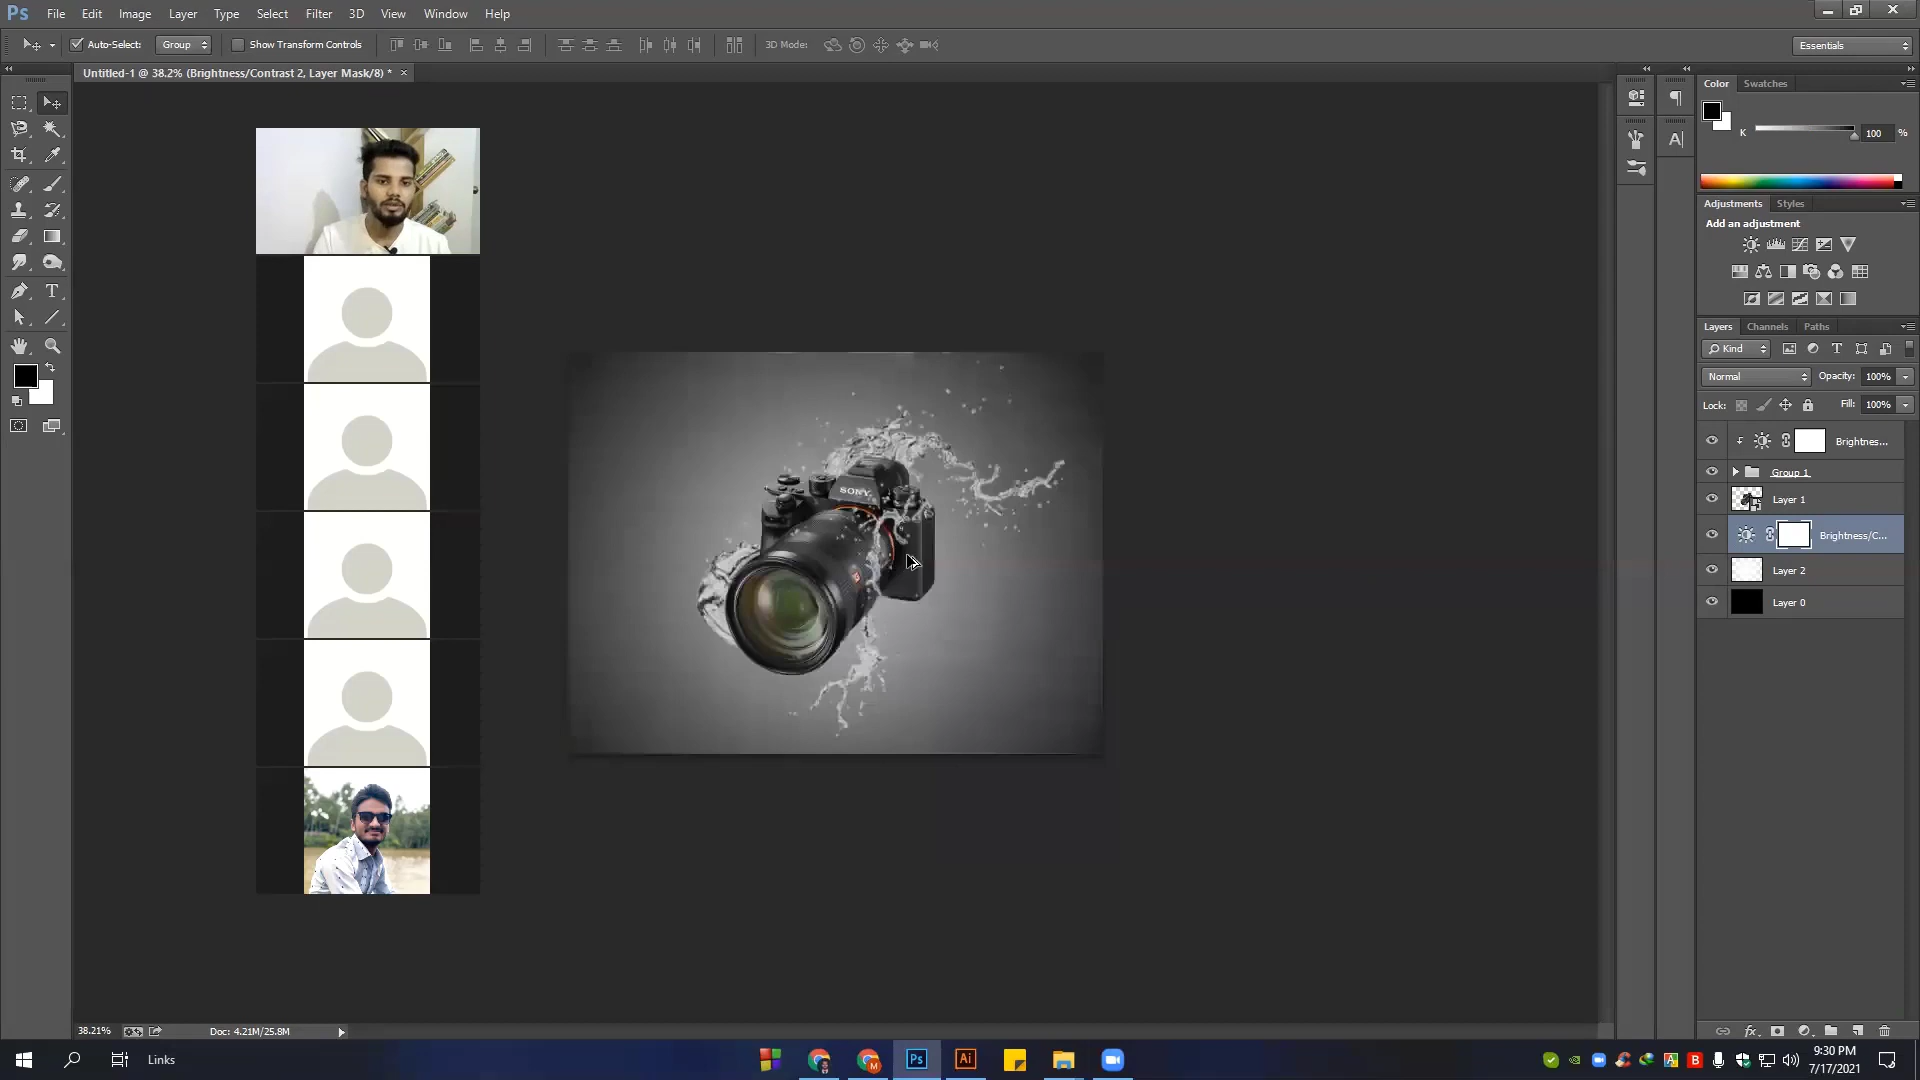 Ps File Edit Image Layer Type Select Filter 3D View Window Help
Auto-Select: Group Show Transform Controls 3D Mode: Essentials
Untitled-1 @ 38.2% (Brightness/Contrast 2, Layer Mask/8) * ×
Color Swatches
K 100 %
Adjustments Styles
Add an adjustment
Layers Channels Paths
Kind
Normal Opacity: 100%
Lock: Fill: 100%
Brightnes...
Group 1
Layer 1
Brightness/C...
Layer 2
Layer 0
SONY
38.21% Doc: 4.21M/25.8M
Links
Ps Ai
9:30 PM
7/17/2021